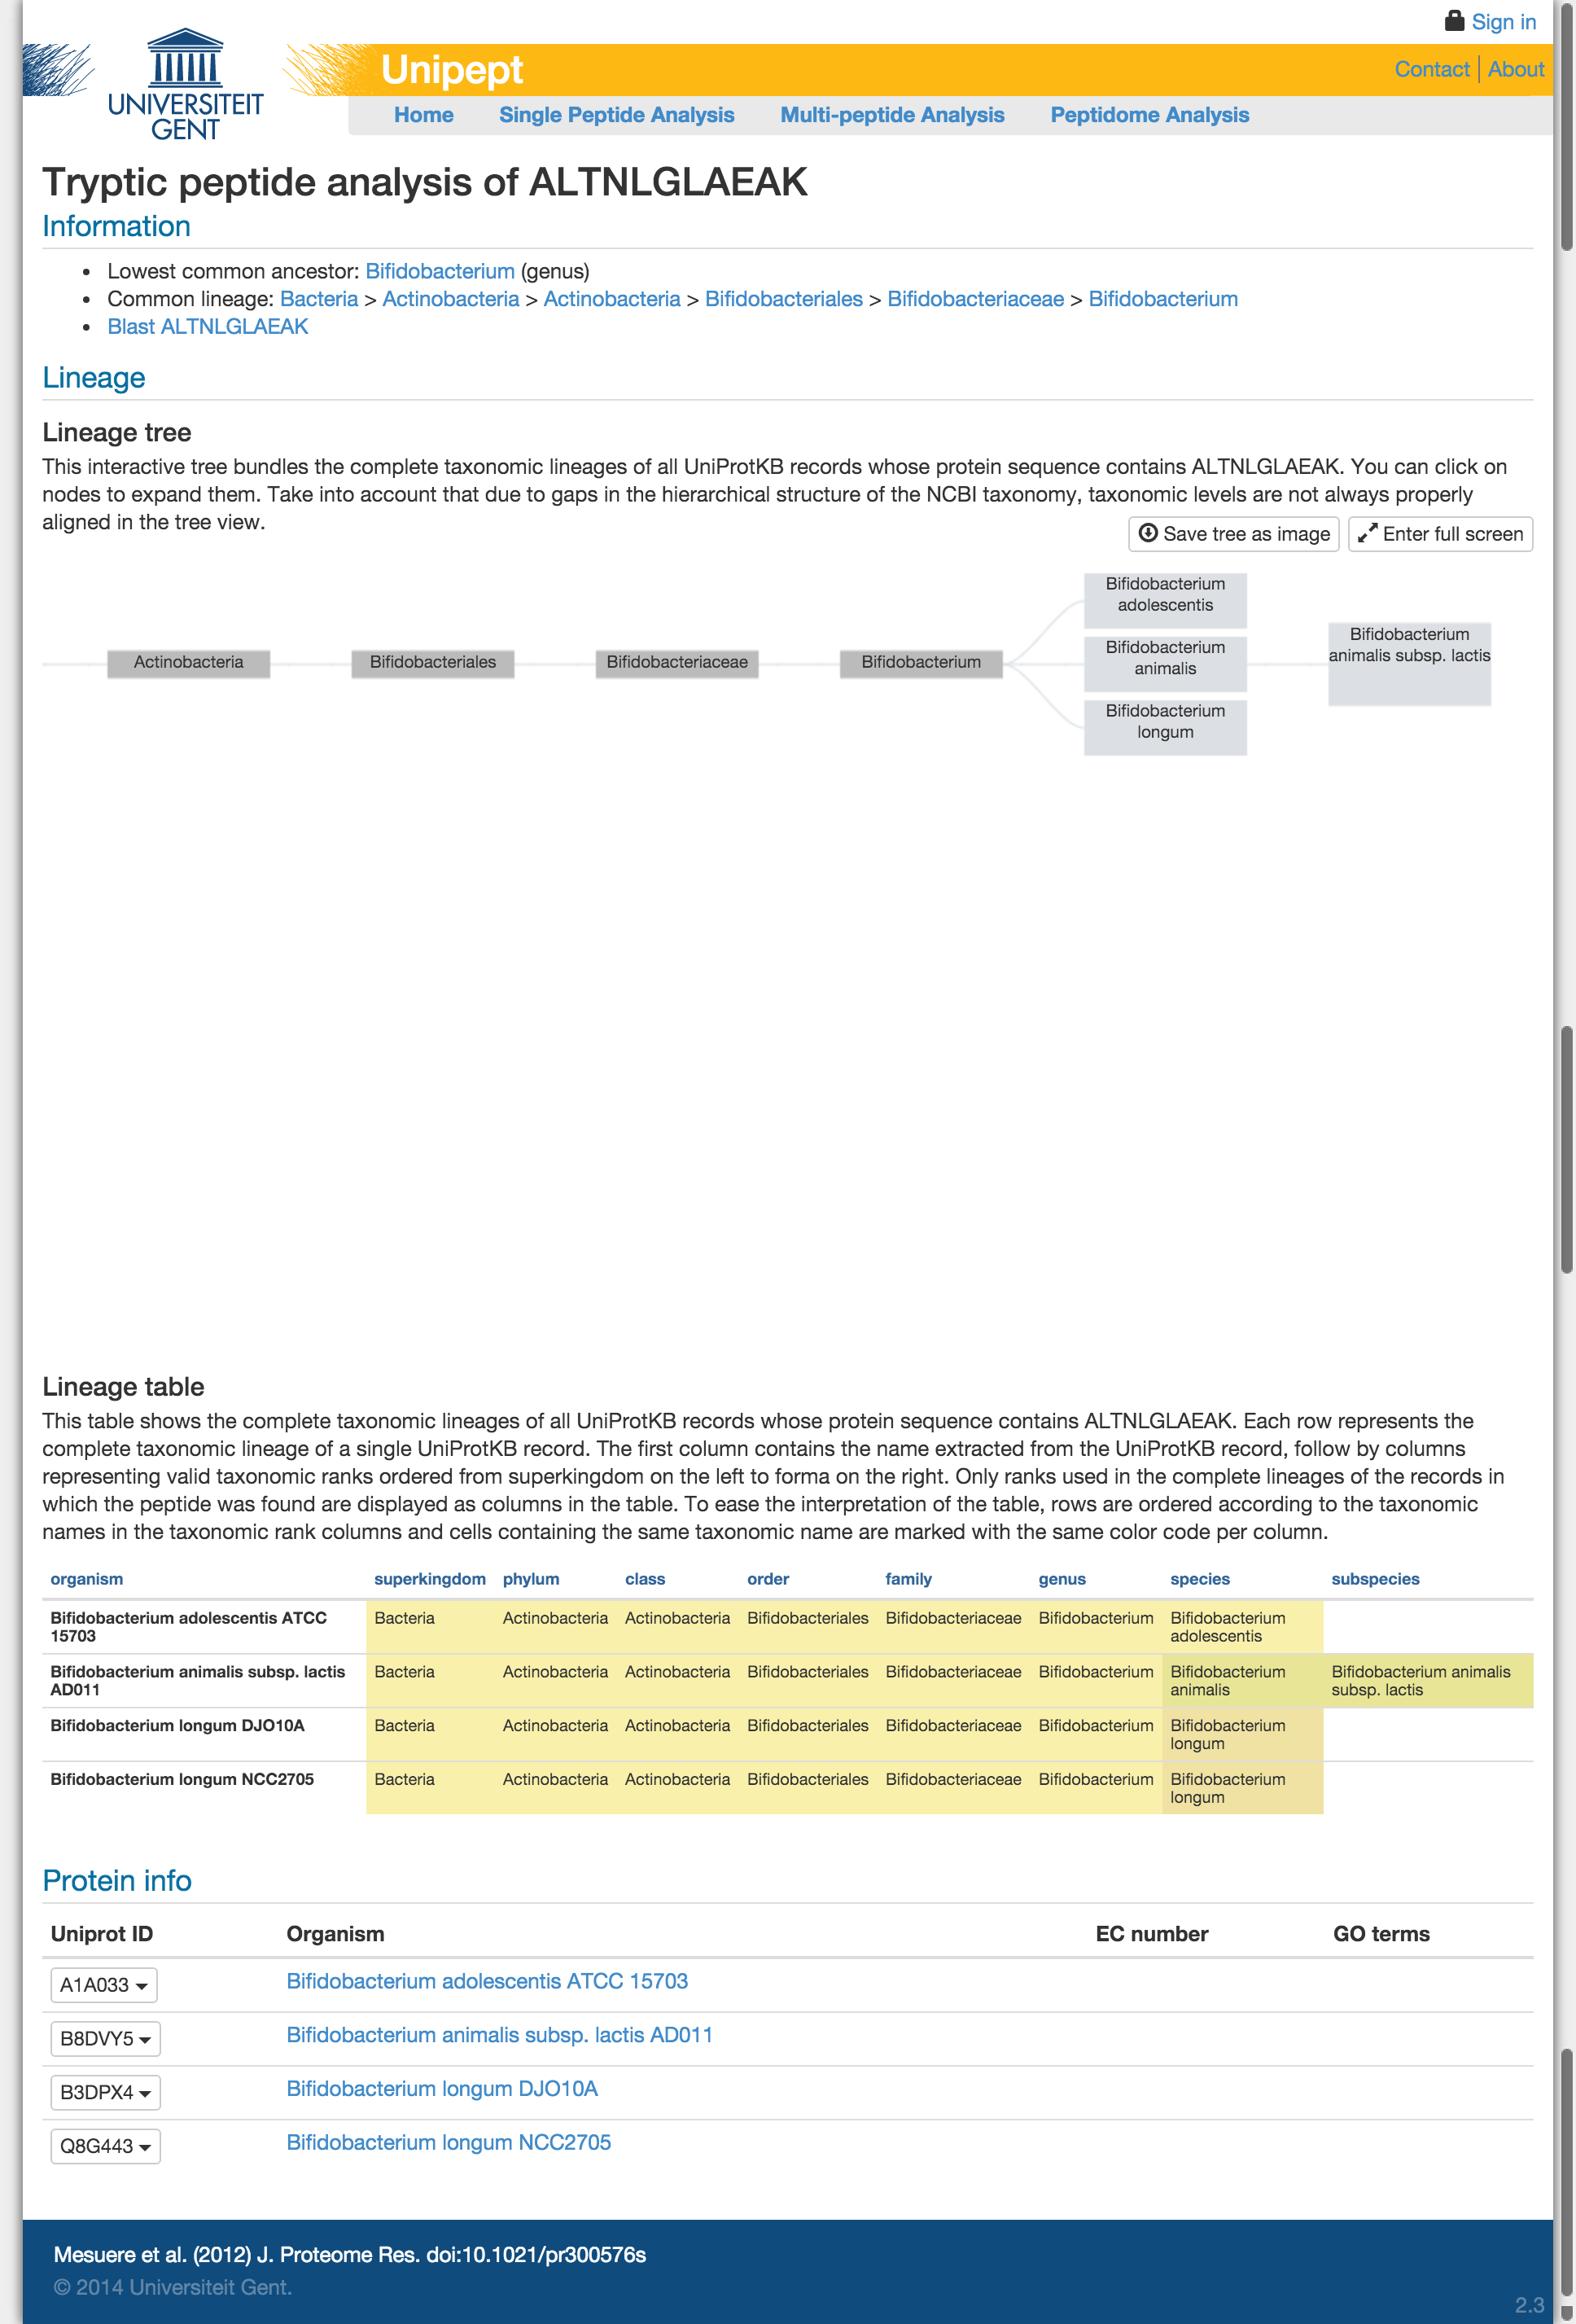 Sign in
UNIVERSITEIT
GENT
Unipept
Contact
About
Home
Single Peptide Analysis
Multi-peptide Analysis
Peptidome Analysis
Tryptic peptide analysis of ALTNLGLAEAK
Information
• Lowest common ancestor: Bifidobacterium (genus)
• Common lineage: Bacteria > Actinobacteria > Actinobacteria > Bifidobacteriales > Bifidobacteriaceae > Bifidobacterium
• Blast ALTNLGLAEAK
Lineage
Lineage tree
This interactive tree bundles the complete taxonomic lineages of all UniProtKB records whose protein sequence contains ALTNLGLAEAK. You can click on
nodes to expand them. Take into account that due to gaps in the hierarchical structure of the NCBI taxonomy, taxonomic levels are not always properly
aligned in the tree view.
Save tree as image
Enter full screen
Actinobacteria
Bifidobacteriales
Bifidobacteriaceae
Bifidobacterium
Bifidobacterium
adolescentis
Bifidobacterium
animalis
Bifidobacterium
longum
Bifidobacterium
animalis subsp. lactis
Lineage table
This table shows the complete taxonomic lineages of all UniProtKB records whose protein sequence contains ALTNLGLAEAK. Each row represents the
complete taxonomic lineage of a single UniProtKB record. The first column contains the name extracted from the UniProtKB record, follow by columns
representing valid taxonomic ranks ordered from superkingdom on the left to forma on the right. Only ranks used in the complete lineages of the records in
which the peptide was found are displayed as columns in the table. To ease the interpretation of the table, rows are ordered according to the taxonomic
names in the taxonomic rank columns and cells containing the same taxonomic name are marked with the same color code per column.
organism superkingdom phylum class order family genus species subspecies
Bifidobacterium adolescentis ATCC Bacteria Actinobacteria Actinobacteria Bifidobacteriales Bifidobacteriaceae Bifidobacterium Bifidobacterium
15703 adolescentis
Bifidobacterium animalis subsp. lactis Bacteria Actinobacteria Actinobacteria Bifidobacteriales Bifidobacteriaceae Bifidobacterium Bifidobacterium Bifidobacterium animalis
AD011 animalis subsp. lactis
Bifidobacterium longum DJO10A Bacteria Actinobacteria Actinobacteria Bifidobacteriales Bifidobacteriaceae Bifidobacterium Bifidobacterium
longum
Bifidobacterium longum NCC2705 Bacteria Actinobacteria Actinobacteria Bifidobacteriales Bifidobacteriaceae Bifidobacterium Bifidobacterium
longum
Protein info
Uniprot ID Organism EC number GO terms
A1A033 Bifidobacterium adolescentis ATCC 15703
B8DVY5 Bifidobacterium animalis subsp. lactis AD011
B3DPX4 Bifidobacterium longum DJO10A
Q8G443 Bifidobacterium longum NCC2705
Mesuere et al. (2012) J. Proteome Res. doi:10.1021/pr300576s
© 2014 Universiteit Gent.
2.3